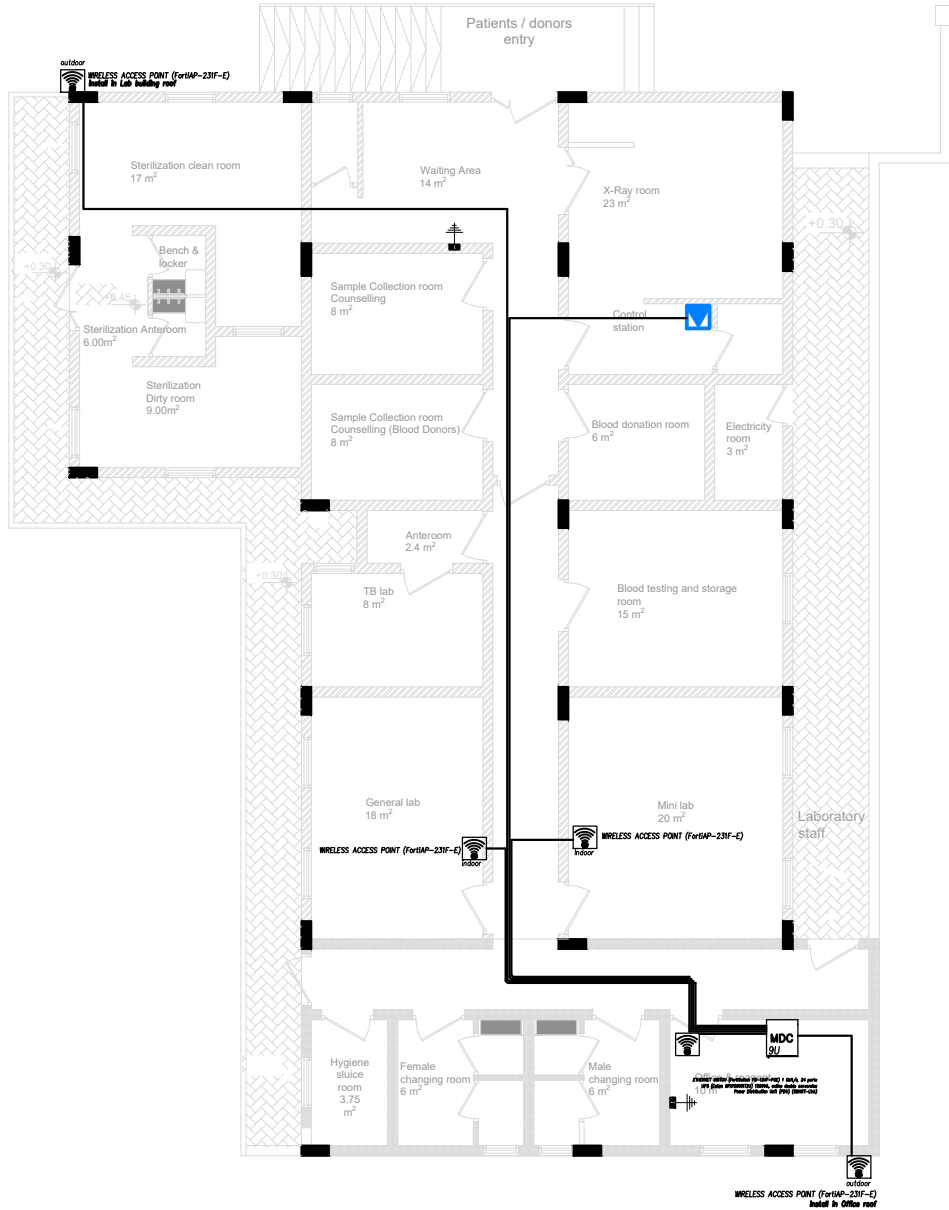 Patients / donors
entry
outdoor
WIRELESS ACCESS POINT (FortiAP-231F-E)
Install in Lab building roof
Sterilization clean room
17 m²
Waiting Area
14 m²
X-Ray room
23 m²
+0.30
Bench &
locker
+0.30
+0.45
Sterilization Anteroom
6.00m²
Sample Collection room
Counselling
8 m²
Control
station
Sterilization
Dirty room
9.00m²
Sample Collection room
Counselling (Blood Donors)
8 m²
Blood donation room
6 m²
Electricity
room
3 m²
Anteroom
2.4 m²
+0.30
TB lab
8 m²
Blood testing and storage
room
15 m²
General lab
18 m²
Mini lab
20 m²
Laboratory
staff
WIRELESS ACCESS POINT (FortiAP-231F-E)
indoor
WIRELESS ACCESS POINT (FortiAP-231F-E)
indoor
MDC
9U
Hygiene
sluice
room
3.75
m²
Female
changing room
6 m²
Male
changing room
6 m²
Office &
10 m
outdoor
WIRELESS ACCESS POINT (FortiAP-231F-E)
Install in Office roof